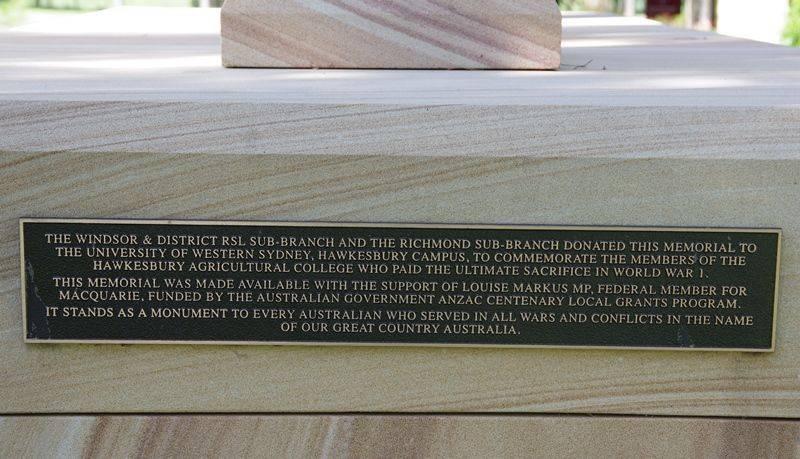 THE WINDSOR & DISTRICT RSL SUB-BRANCH AND THE RICHMOND SUB-BRANCH DONATED THIS MEMORIAL TO
THE UNIVERSITY OF WESTERN SYDNEY, HAWKESBURY CAMPUS, TO COMMEMORATE THE MEMBERS OF THE
HAWKESBURY AGRICULTURAL COLLEGE WHO PAID THE ULTIMATE SACRIFICE IN WORLD WAR 1.
THIS MEMORIAL WAS MADE AVAILABLE WITH THE SUPPORT OF LOUISE MARKUS MP, FEDERAL MEMBER FOR
MACQUARIE, FUNDED BY THE AUSTRALIAN GOVERNMENT ANZAC CENTENARY LOCAL GRANTS PROGRAM.
IT STANDS AS A MONUMENT TO EVERY AUSTRALIAN WHO SERVED IN ALL WARS AND CONFLICTS IN THE NAME
OF OUR GREAT COUNTRY AUSTRALIA.